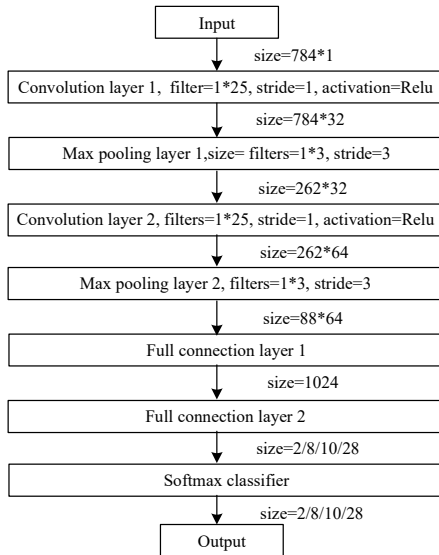 Input
size=784*1
Convolution layer 1, filter=1*25, stride=1, activation=Relu
size=784*32
Max pooling layer 1,size= filters=1*3, stride=3
size=262*32
Convolution layer 2, filters=1*25, stride=1, activation=Relu
size=262*64
Max pooling layer 2, filters=1*3, stride=3
size=88*64
Full connection layer 1
size=1024
Full connection layer 2
size=2/8/10/28
Softmax classifier
size=2/8/10/28
Output